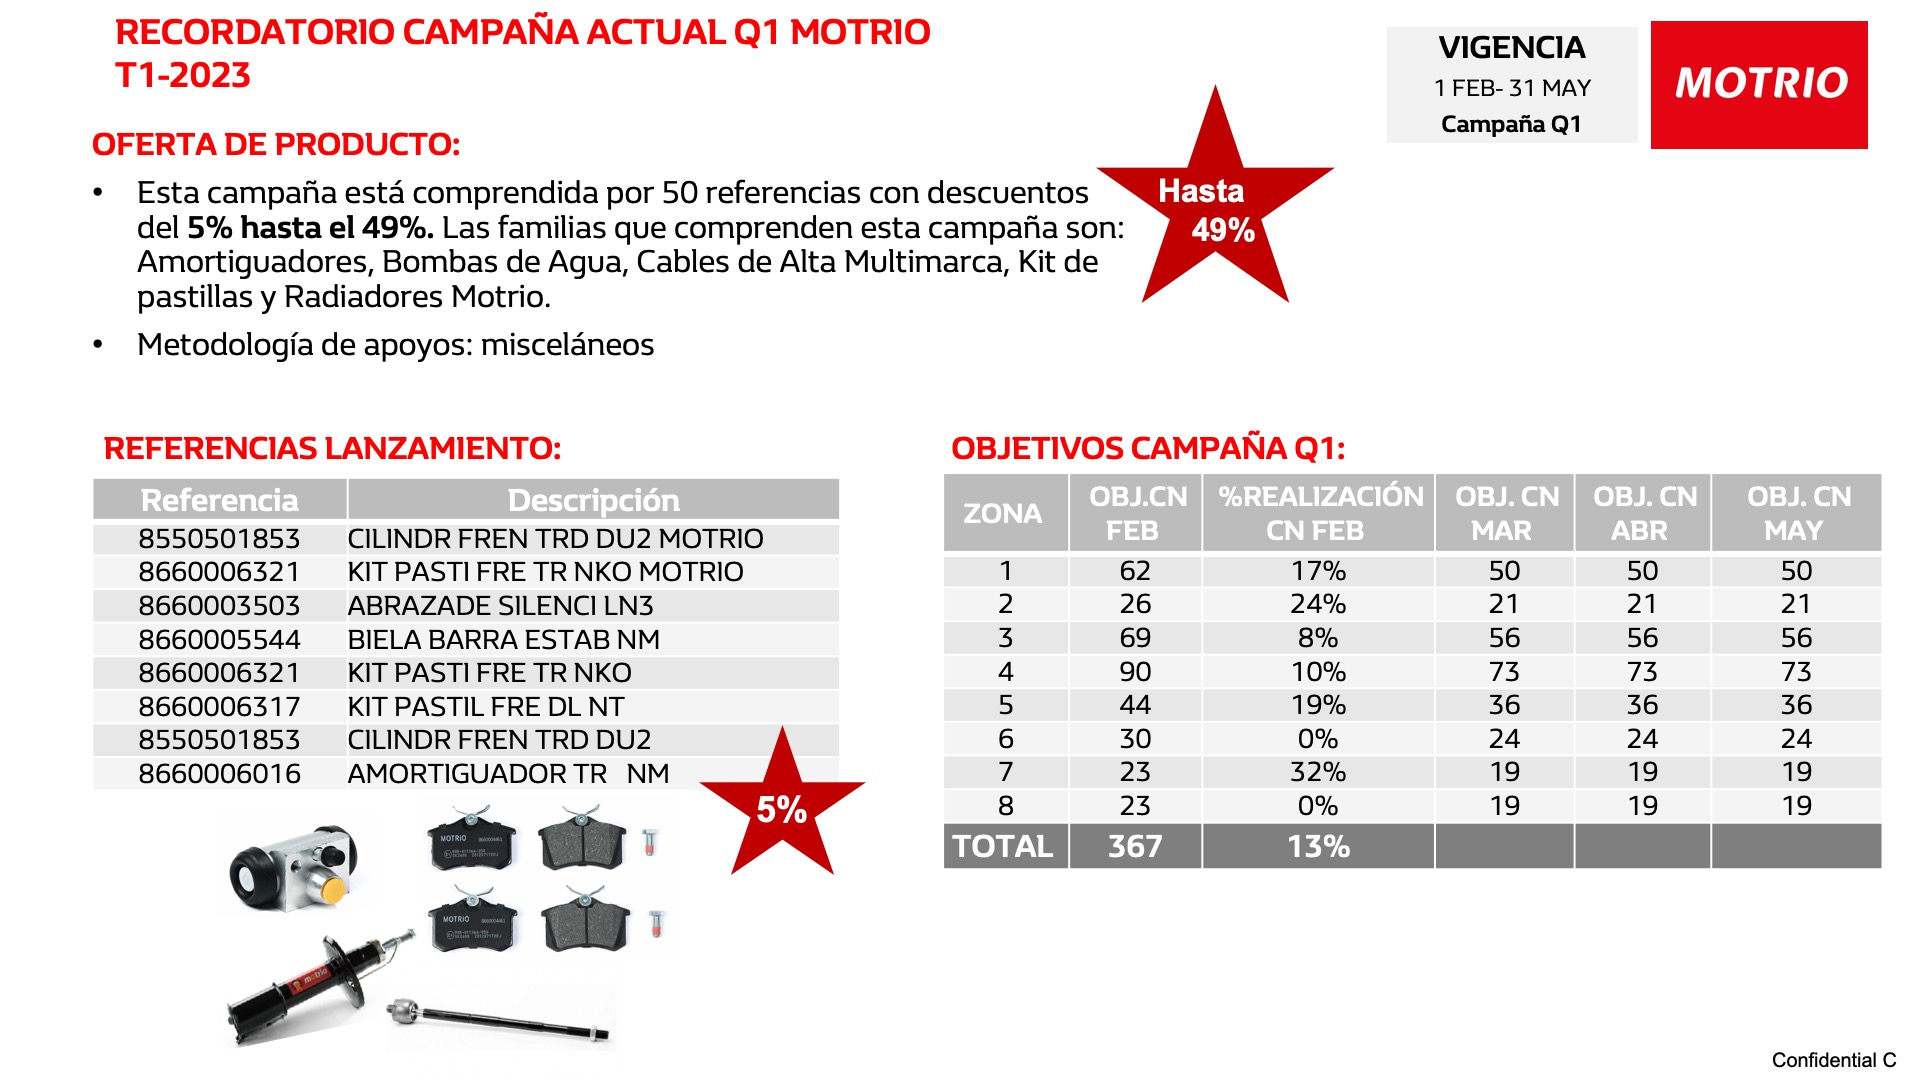 RECORDATORIO CAMPAÑA ACTUAL Q1 MOTRIO
T1-2023
VIGENCIA
1 FEB- 31 MAY
Campaña Q1
MOTRIO
OFERTA DE PRODUCTO:
• Esta campaña está comprendida por 50 referencias con descuentos
del 5% hasta el 49%. Las familias que comprenden esta campaña son:
Amortiguadores, Bombas de Agua, Cables de Alta Multimarca, Kit de
pastillas y Radiadores Motrio.
• Metodología de apoyos: misceláneos
Hasta
49%
REFERENCIAS LANZAMIENTO:
Referencia Descripción
8550501853 CILINDR FREN TRD DU2 MOTRIO
8660006321 KIT PASTI FRE TR NKO MOTRIO
8660003503 ABRAZADE SILENCI LN3
8660005544 BIELA BARRA ESTAB NM
8660006321 KIT PASTI FRE TR NKO
8660006317 KIT PASTIL FRE DL NT
8550501853 CILINDR FREN TRD DU2
8660006016 AMORTIGUADOR TR NM
5%
MOTRIO
MOTRIO
motrio
OBJETIVOS CAMPAÑA Q1:
ZONA OBJ.CN FEB %REALIZACIÓN CN FEB OBJ. CN MAR OBJ. CN ABR OBJ. CN MAY
1 62 17% 50 50 50
2 26 24% 21 21 21
3 69 8% 56 56 56
4 90 10% 73 73 73
5 44 19% 36 36 36
6 30 0% 24 24 24
7 23 32% 19 19 19
8 23 0% 19 19 19
TOTAL 367 13%
Confidential C